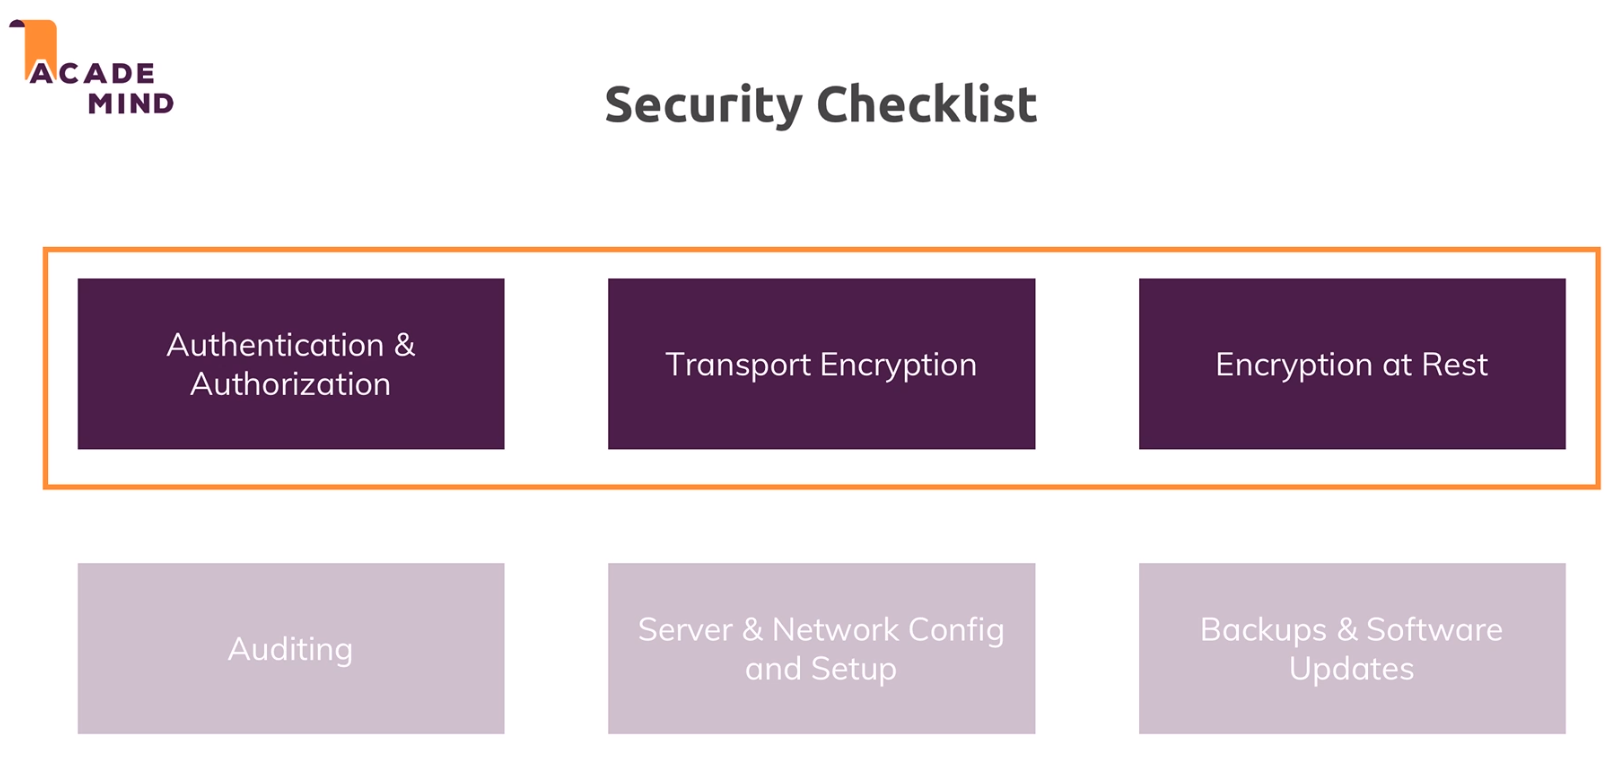 ACADE
MIND
Security Checklist
Authentication &
Authorization
Transport Encryption
Encryption at Rest
Auditing
Server & Network Config
and Setup
Backups & Software
Updates